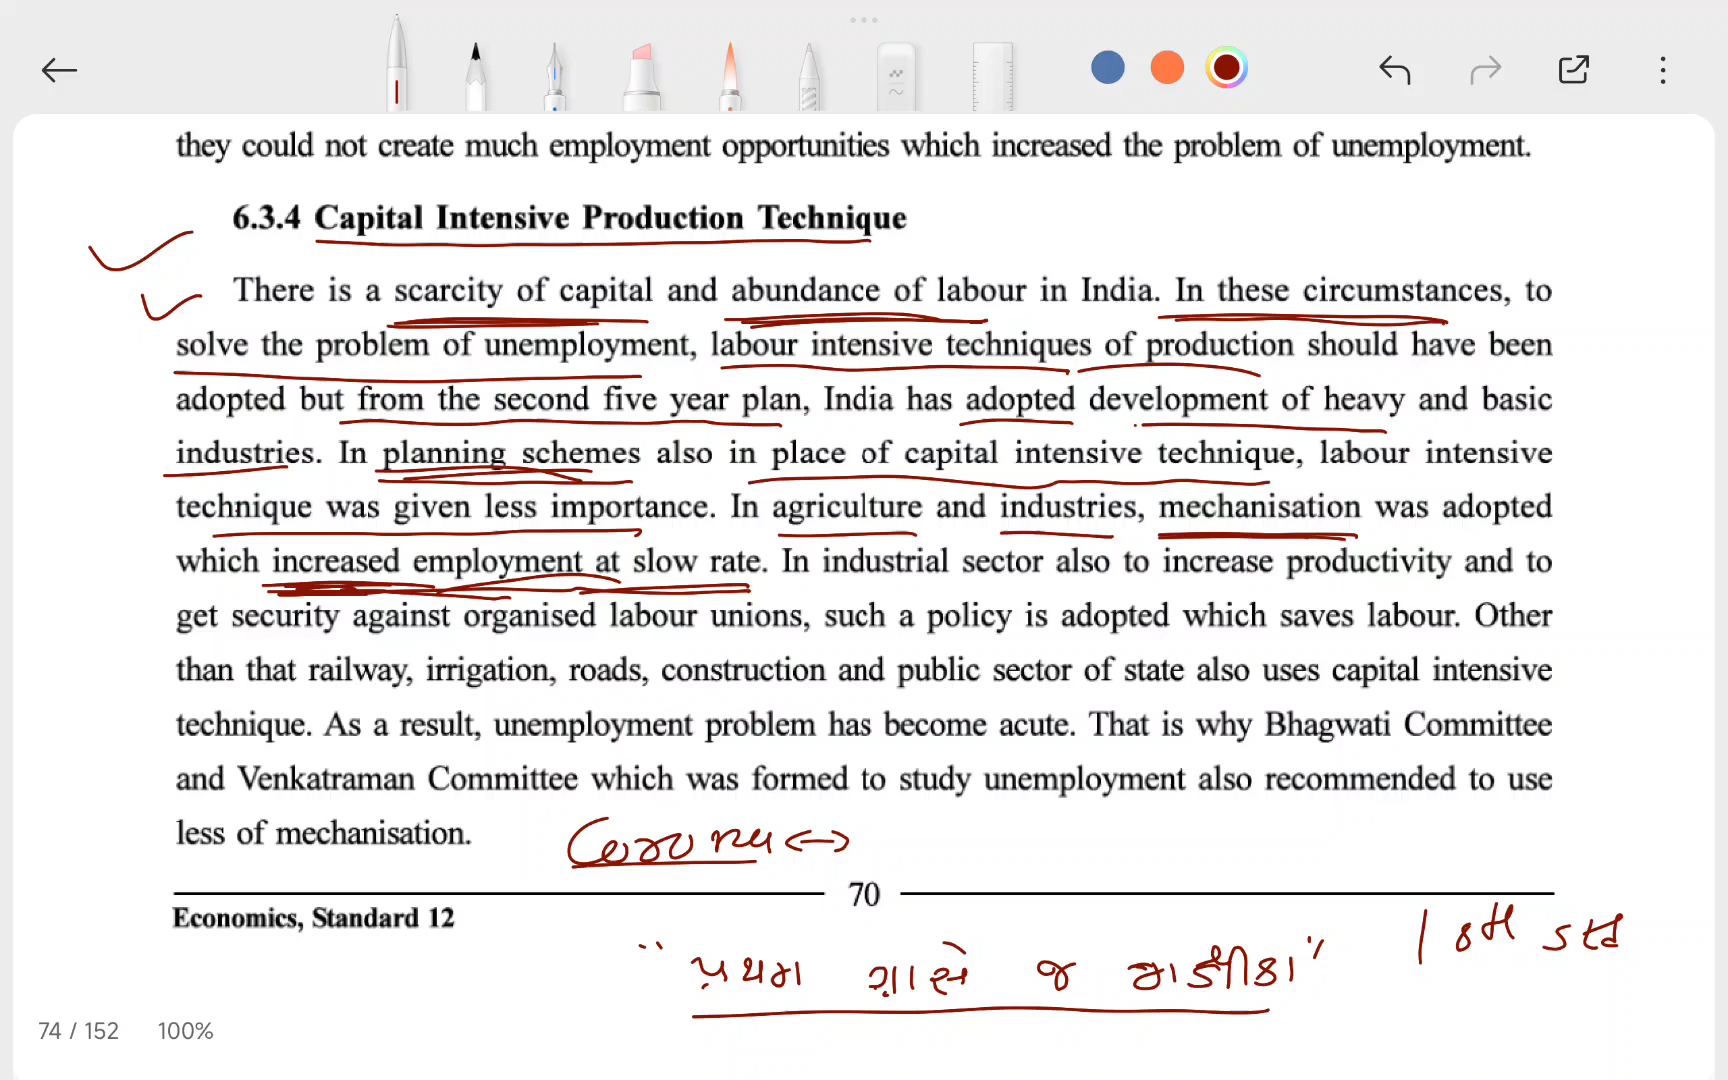 they could not create much employment opportunities which increased the problem of unemployment.
6.3.4 Capital Intensive Production Technique
There is a scarcity of capital and abundance of labour in India. In these circumstances, to
solve the problem of unemployment, labour intensive techniques of production should have been
adopted but from the second five year plan, India has adopted development of heavy and basic
industries. In planning schemes also in place of capital intensive technique, labour intensive
technique was given less importance. In agriculture and industries, mechanisation was adopted
which increased employment at slow rate. In industrial sector also to increase productivity and to
get security against organised labour unions, such a policy is adopted which saves labour. Other
than that railway, irrigation, roads, construction and public sector of state also uses capital intensive
technique. As a result, unemployment problem has become acute. That is why Bhagwati Committee
and Venkatraman Committee which was formed to study unemployment also recommended to use
less of mechanisation.
70
Economics, Standard 12
std
"પ્રથમ ગ્રાસે જ"
74 / 152 100%